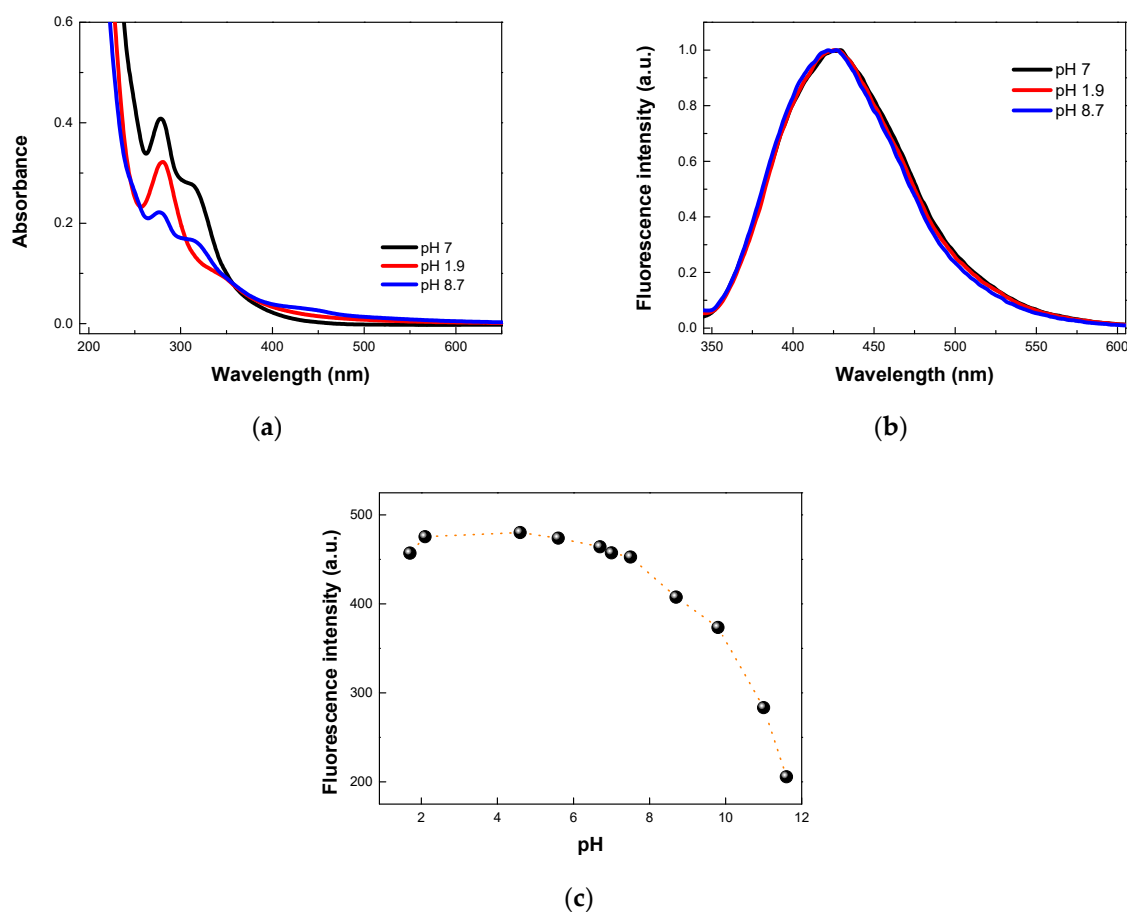 0.6
0.4
0.2
0.0
Absorbance
200 300 400 500 600
Wavelength (nm)
pH 7
pH 1.9
pH 8.7
(a)
1.0
0.8
0.6
0.4
0.2
0.0
Fluorescence intensity (a.u.)
350 400 450 500 550 600
Wavelength (nm)
pH 7
pH 1.9
pH 8.7
(b)
500
400
300
200
Fluorescence intensity (a.u.)
2 4 6 8 10 12
pH
(c)